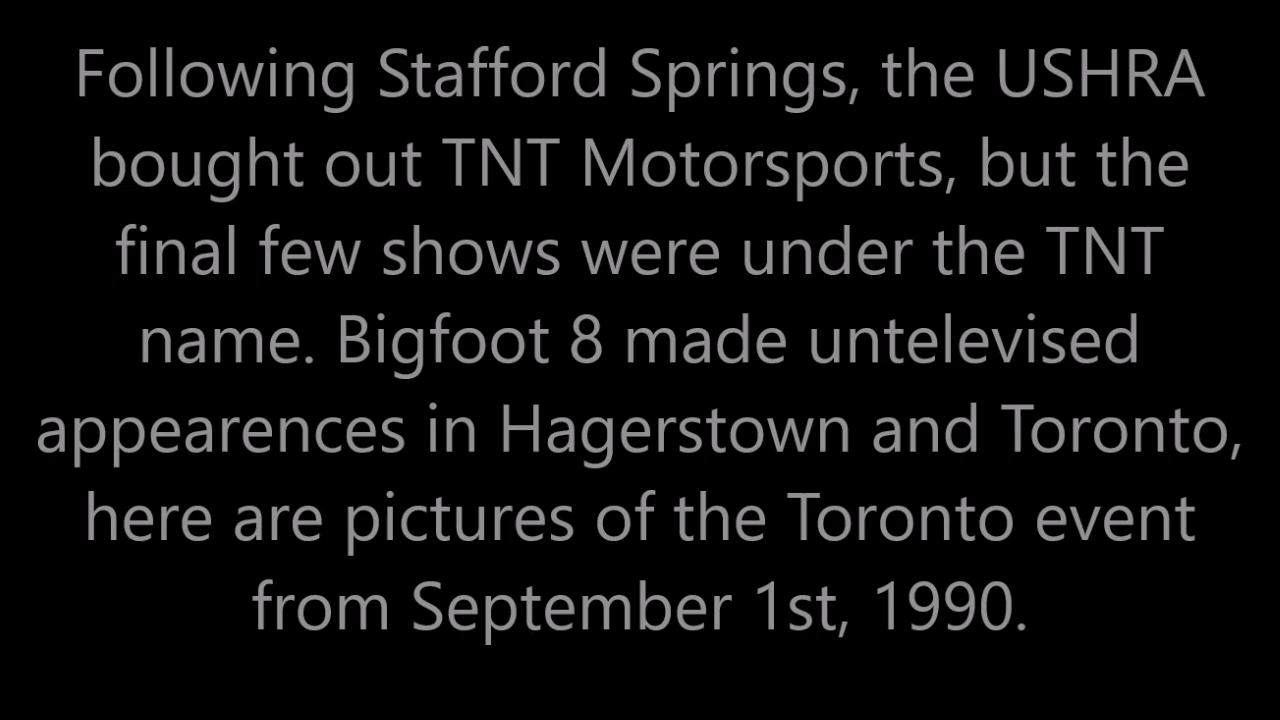 Following Stafford Springs, the USHRA
bought out TNT Motorsports, but the
final few shows were under the TNT
name. Bigfoot 8 made untelevised
appearences in Hagerstown and Toronto,
here are pictures of the Toronto event
from September 1st, 1990.